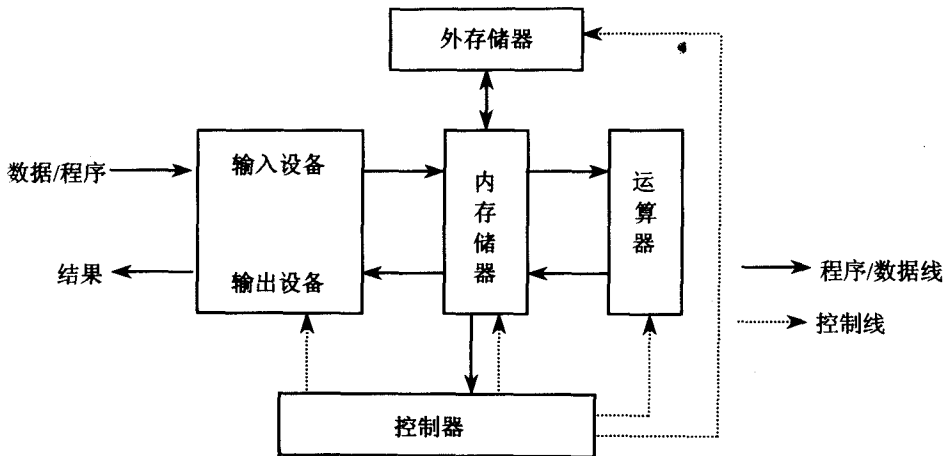 外存储器
数据/程序
输入设备
内存储器
运算器
结果
输出设备
程序/数据线
控制线
控制器